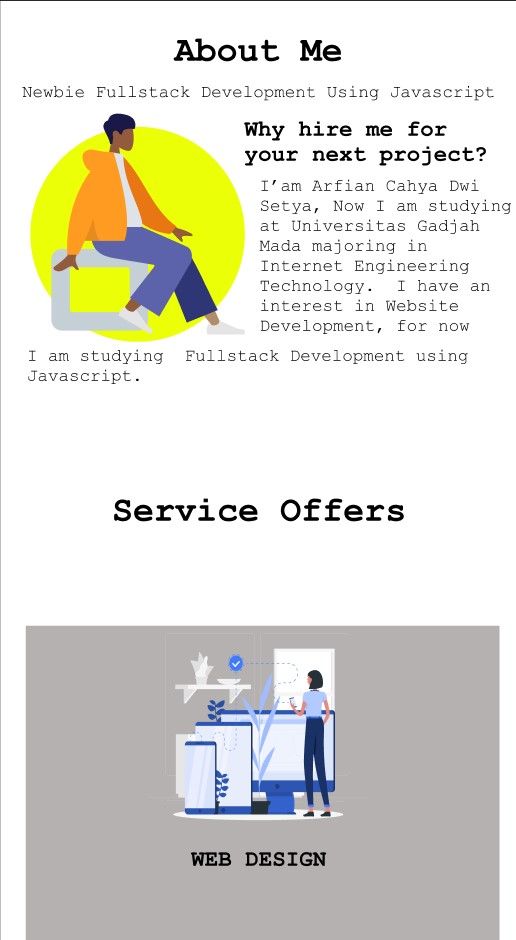 About Me
Newbie Fullstack Development Using Javascript
Why hire me for
your next project?
I’am Arfian Cahya Dwi
Setya, Now I am studying
at Universitas Gadjah
Mada majoring in
Internet Engineering
Technology.  I have an
interest in Website
Development, for now
I am studying  Fullstack Development using
Javascript.
Service Offers
WEB DESIGN